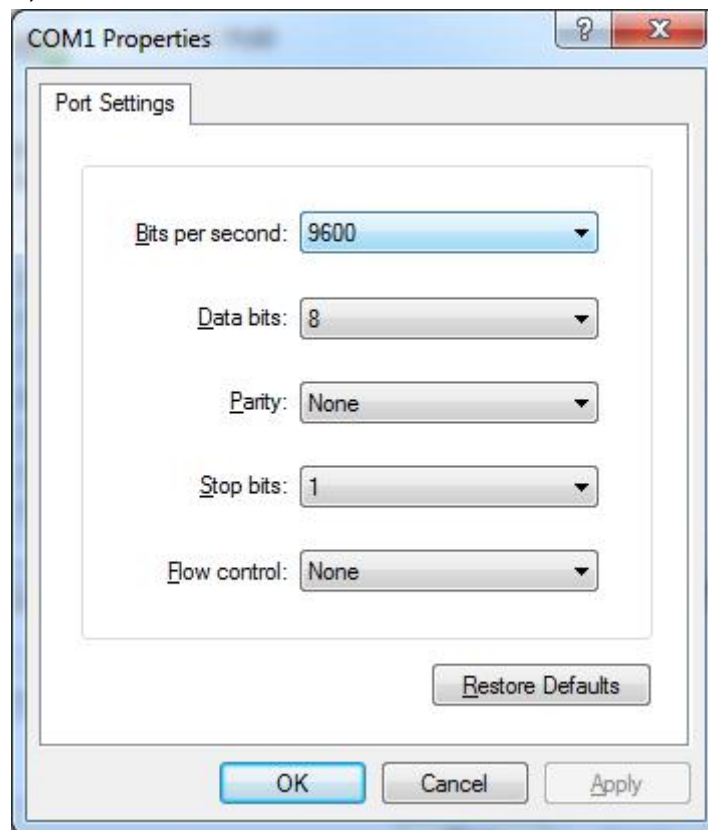 COM1 Properties
Port Settings
Bits per second: 9600
Data bits: 8
Parity: None
Stop bits: 1
Flow control: None
Restore Defaults
OK Cancel Apply